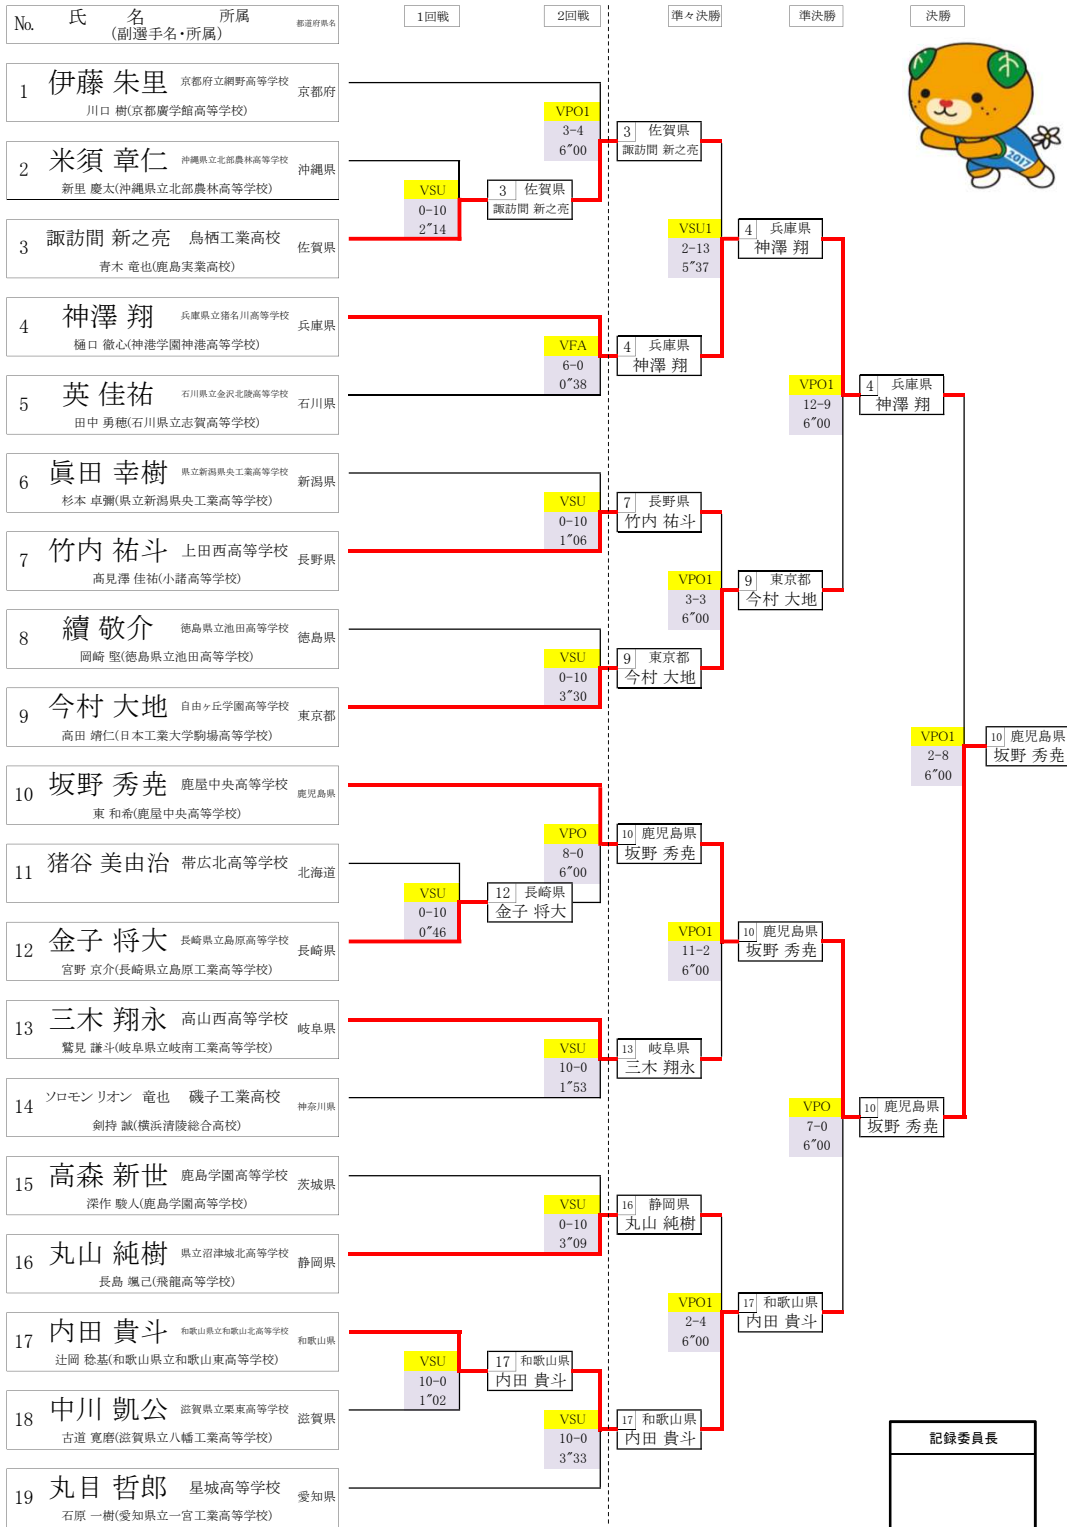 No. 氏 名 所属 都道府県名 1回戦 2回戦 準々決勝 準決勝 決勝
(副選手名・所属)
1 伊藤 朱里 京都府立網野高等学校 京都府
川口 樹(京都廣学館高等学校)
2 米須 章仁 沖縄県立北部農林高等学校 沖縄県
新里 慶太(沖縄県立北部農林高等学校)
3 諏訪間 新之亮 鳥栖工業高校 佐賀県
青木 竜也(鹿島実業高校)
4 神澤 翔 兵庫県立猪名川高等学校 兵庫県
樋口 徹心(神港学園神港高等学校)
5 英 佳祐 石川県立金沢北陵高等学校 石川県
田中 勇穂(石川県立志賀高等学校)
6 眞田 幸樹 県立新潟県央工業高等学校 新潟県
杉本 卓彌(県立新潟県央工業高等学校)
7 竹内 祐斗 上田西高等学校 長野県
髙見澤 佳祐(小諸高等学校)
8 續 敬介 徳島県立池田高等学校 徳島県
岡崎 堅(徳島県立池田高等学校)
9 今村 大地 自由ヶ丘学園高等学校 東京都
高田 靖仁(日本工業大学駒場高等学校)
10 坂野 秀尭 鹿屋中央高等学校 鹿児島県
東 和希(鹿屋中央高等学校)
11 猪谷 美由治 帯広北高等学校 北海道
12 金子 将大 長崎県立島原高等学校 長崎県
宮野 京介(長崎県立島原工業高等学校)
13 三木 翔永 高山西高等学校 岐阜県
鷲見 謙斗(岐阜県立岐南工業高等学校)
14 ソロモン リオン 竜也 磯子工業高校 神奈川県
剣持 誠(横浜清陵総合高校)
15 高森 新世 鹿島学園高等学校 茨城県
深作 駿人(鹿島学園高等学校)
16 丸山 純樹 県立沼津城北高等学校 静岡県
長島 颯己(飛龍高等学校)
17 内田 貴斗 和歌山県立和歌山北高等学校 和歌山県
辻岡 稔基(和歌山県立和歌山東高等学校)
18 中川 凱公 滋賀県立栗東高等学校 滋賀県
古道 寛磨(滋賀県立八幡工業高等学校)
19 丸目 哲郎 星城高等学校 愛知県
石原 一樹(愛知県立一宮工業高等学校)
VSU
0-10
2"14
3 佐賀県
諏訪間 新之亮
VSU
0-10
0"46
12 長崎県
金子 将大
VSU
10-0
1"02
17 和歌山県
内田 貴斗
VPO1
3-4
6"00
3 佐賀県
諏訪間 新之亮
VFA
6-0
0"38
4 兵庫県
神澤 翔
VSU
0-10
1"06
7 長野県
竹内 祐斗
VSU
0-10
3"30
9 東京都
今村 大地
VPO
8-0
6"00
10 鹿児島県
坂野 秀尭
VSU
10-0
1"53
13 岐阜県
三木 翔永
VSU
0-10
3"09
16 静岡県
丸山 純樹
VSU
10-0
3"33
17 和歌山県
内田 貴斗
VSU1
2-13
5"37
4 兵庫県
神澤 翔
VPO1
3-3
6"00
9 東京都
今村 大地
VPO1
11-2
6"00
10 鹿児島県
坂野 秀尭
VPO1
2-4
6"00
17 和歌山県
内田 貴斗
VPO1
12-9
6"00
4 兵庫県
神澤 翔
VPO
7-0
6"00
10 鹿児島県
坂野 秀尭
VPO1
2-8
6"00
10 鹿児島県
坂野 秀尭
2017
記録委員長